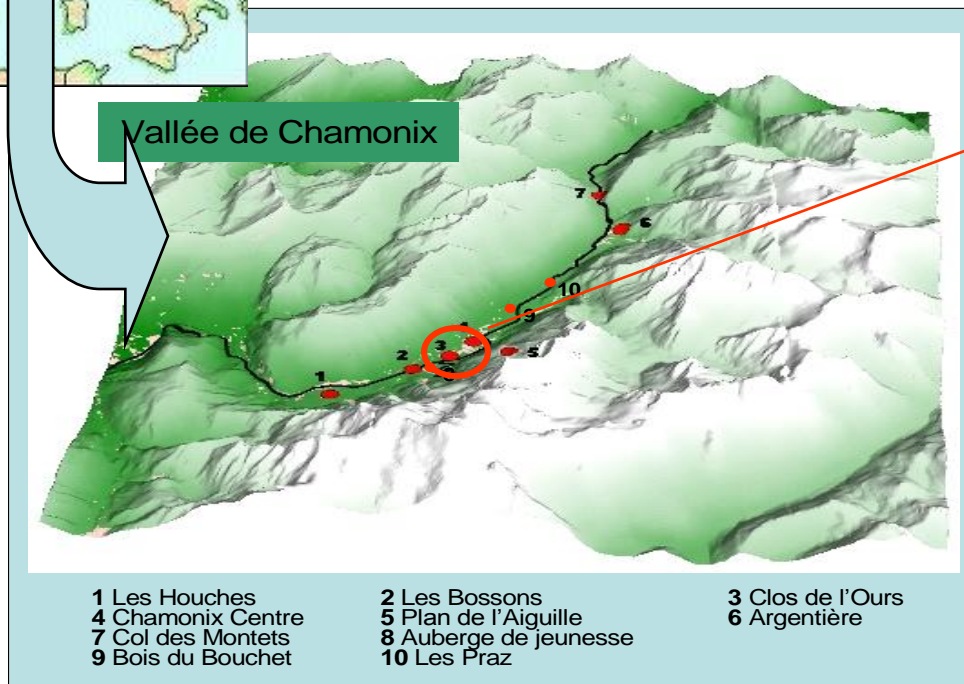 Vallée de Chamonix
7
6
10
9
4
3
5
2
8
1
1 Les Houches 2 Les Bossons 3 Clos de l'Ours
4 Chamonix Centre 5 Plan de l'Aiguille 6 Argentière
7 Col des Montets 8 Auberge de jeunesse
9 Bois du Bouchet 10 Les Praz